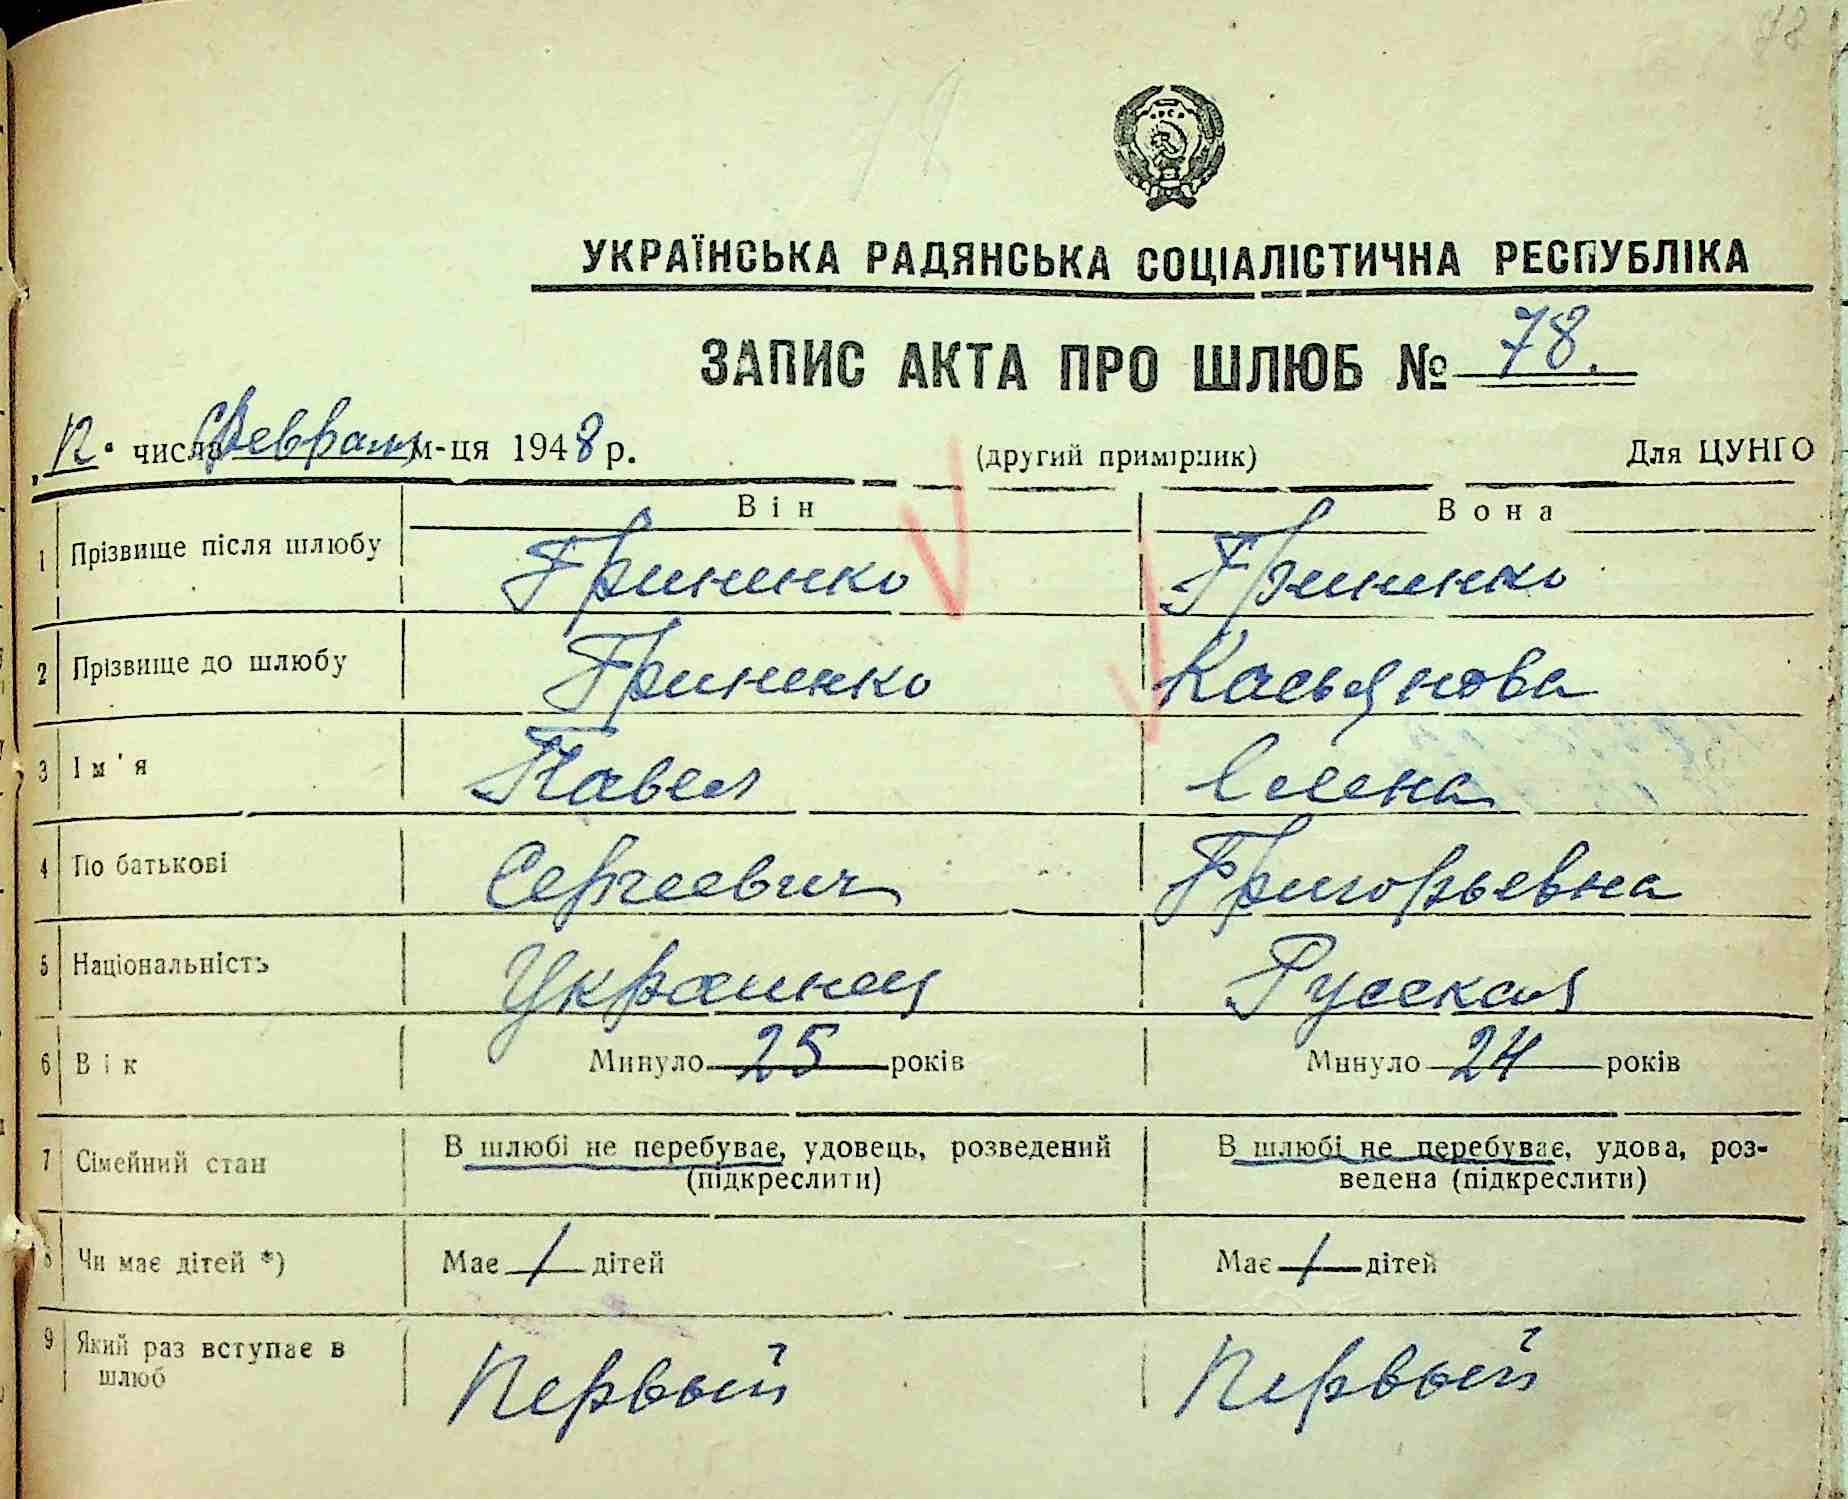 78
УКРАЇНСЬКА РАДЯНСЬКА СОЦІАЛІСТИЧНА РЕСПУБЛІКА
ЗАПИС АКТА ПРО ШЛЮБ № 78.
"12" числа Февраля м-ця 1948 р. (другий примірник) Для ЦУНГО
Він Вона
1 Прізвище після шлюбу Гриненко Гриненко
2 Прізвище до шлюбу Гриненко Касьянова
3 Ім'я Павел Елена
4 По батькові Сергеевич Григорьевна
5 Національність Украинец Русская
6 Вік Минуло 25 років Минуло 24 років
7 Сімейний стан В шлюбі не перебуває, удовець, розведений В шлюбі не перебуває, удова, роз-
(підкреслити) ведена (підкреслити)
8 Чи має дітей *) Має / дітей Має / дітей
9 Який раз вступає в Первый Первый
шлюб